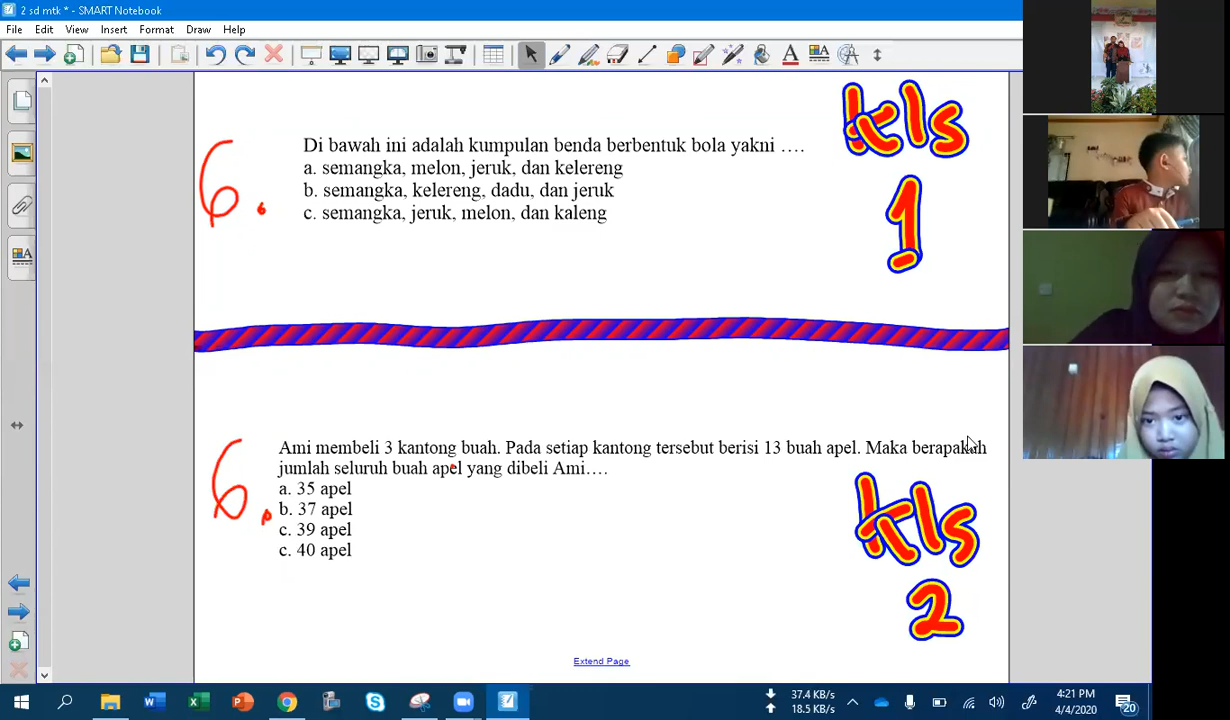 2 sd mtk * - SMART Notebook
File Edit View Insert Format Draw Help
6.
Di bawah ini adalah kumpulan benda berbentuk bola yakni ….
a. semangka, melon, jeruk, dan kelereng
b. semangka, kelereng, dadu, dan jeruk
c. semangka, jeruk, melon, dan kaleng
kls
1
6.
Ami membeli 3 kantong buah. Pada setiap kantong tersebut berisi 13 buah apel. Maka berapakah
jumlah seluruh buah apel yang dibeli Ami….
a. 35 apel
b. 37 apel
c. 39 apel
c. 40 apel
kls
2
Extend Page
37.4 KB/s
18.5 KB/s
4:21 PM
4/4/2020
20